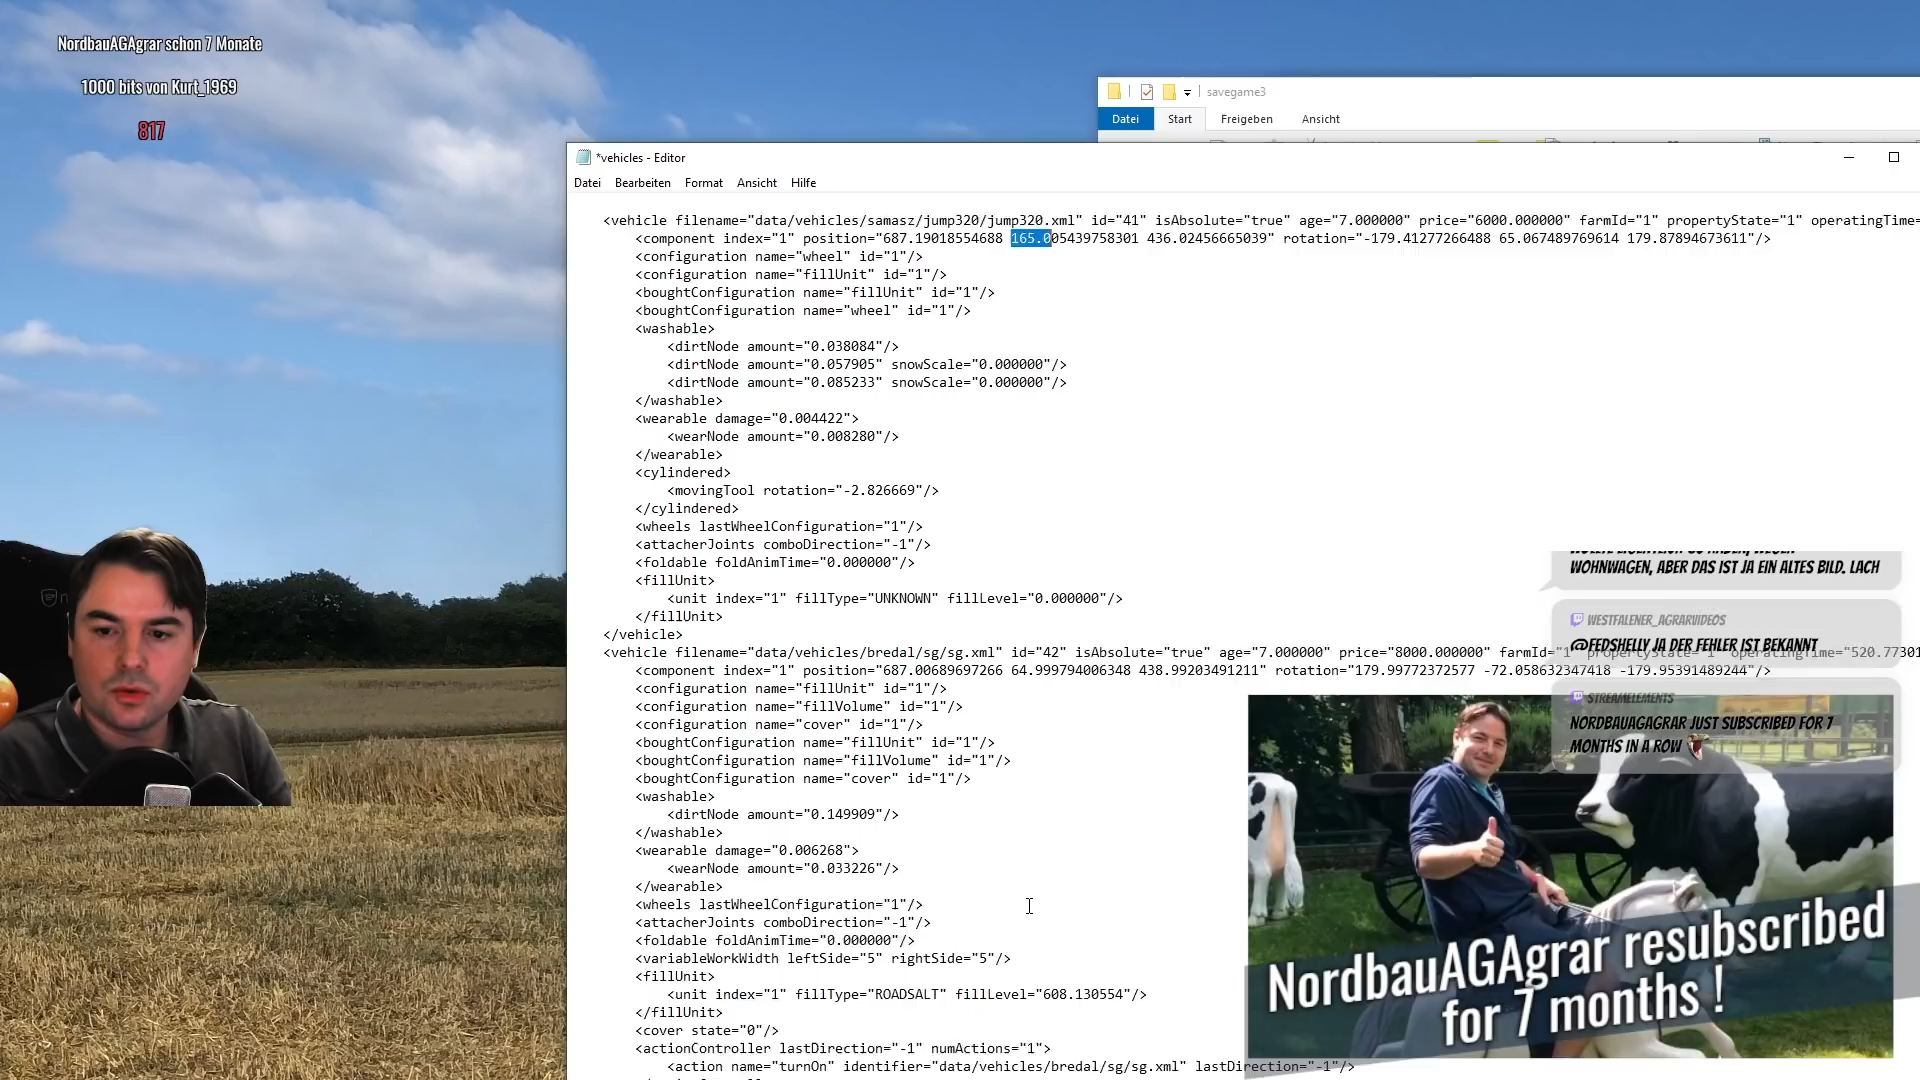 NordbauAGAgrar schon 7 Monate
1000 bits von Kurt_1969
817
savegame3
Datei Start Freigeben Ansicht
*vehicles - Editor
Datei Bearbeiten Format Ansicht Hilfe
<vehicle filename="data/vehicles/samasz/jump320/jump320.xml" id="41" isAbsolute="true" age="7.000000" price="6000.000000" farmId="1" propertyState="1" operatingTime=
<component index="1" position="687.19018554688 165.005439758301 436.02456665039" rotation="-179.41277266488 65.067489769614 179.87894673611"/>
<configuration name="wheel" id="1"/>
<configuration name="fillUnit" id="1"/>
<boughtConfiguration name="fillUnit" id="1"/>
<boughtConfiguration name="wheel" id="1"/>
<washable>
<dirtNode amount="0.038084"/>
<dirtNode amount="0.057905" snowScale="0.000000"/>
<dirtNode amount="0.085233" snowScale="0.000000"/>
</washable>
<wearable damage="0.004422">
<wearNode amount="0.008280"/>
</wearable>
<cylindered>
<movingTool rotation="-2.826669"/>
</cylindered>
<wheels lastWheelConfiguration="1"/>
<attacherJoints comboDirection="-1"/>
<foldable foldAnimTime="0.000000"/>
<fillUnit>
<unit index="1" fillType="UNKNOWN" fillLevel="0.000000"/>
</fillUnit>
</vehicle>
<vehicle filename="data/vehicles/bredal/sg/sg.xml" id="42" isAbsolute="true" age="7.000000" price="8000.000000" farmId="1" propertyState="1" operatingTime="520.77301
<component index="1" position="687.00689697266 64.999794006348 438.99203491211" rotation="179.99772372577 -72.058632347418 -179.95391489244"/>
<configuration name="fillUnit" id="1"/>
<configuration name="fillVolume" id="1"/>
<configuration name="cover" id="1"/>
<boughtConfiguration name="fillUnit" id="1"/>
<boughtConfiguration name="fillVolume" id="1"/>
<boughtConfiguration name="cover" id="1"/>
<washable>
<dirtNode amount="0.149909"/>
</washable>
<wearable damage="0.006268">
<wearNode amount="0.033226"/>
</wearable>
<wheels lastWheelConfiguration="1"/>
<attacherJoints comboDirection="-1"/>
<foldable foldAnimTime="0.000000"/>
<variableWorkWidth leftSide="5" rightSide="5"/>
<fillUnit>
<unit index="1" fillType="ROADSALT" fillLevel="608.130554"/>
</fillUnit>
<cover state="0"/>
<actionController lastDirection="-1" numActions="1">
<action name="turnOn" identifier="data/vehicles/bredal/sg/sg.xml" lastDirection="-1"/>
WOHNWAGEN, ABER DAS IST JA EIN ALTES BILD. LACH
WESTFALENER_AGRARVIDEOS
@FEDSHELLY JA DER FEHLER IST BEKANNT
STREAMELEMENTS
NORDBAUAGAGRAR JUST SUBSCRIBED FOR 7
MONTHS IN A ROW
NordbauAGAgrar resubscribed
for 7 months !